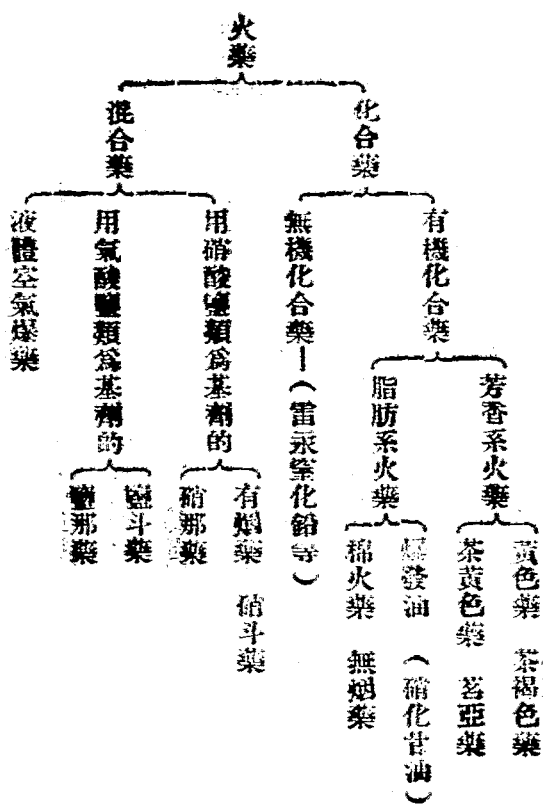 火藥
化合藥
混合藥
有機化合藥
無機化合藥—（雷汞窒化鉛等）
用硝酸鹽類爲基劑的
用氯酸鹽類爲基劑的
液體空氣爆藥
芳香系火藥
脂肪系火藥
黃色藥 茶褐色藥
茶黃色藥 茗亞藥
爆發油 （硝化甘油）
棉火藥 無烟藥
有烟藥 硝斗藥
硝那藥
鹽斗藥
鹽那藥